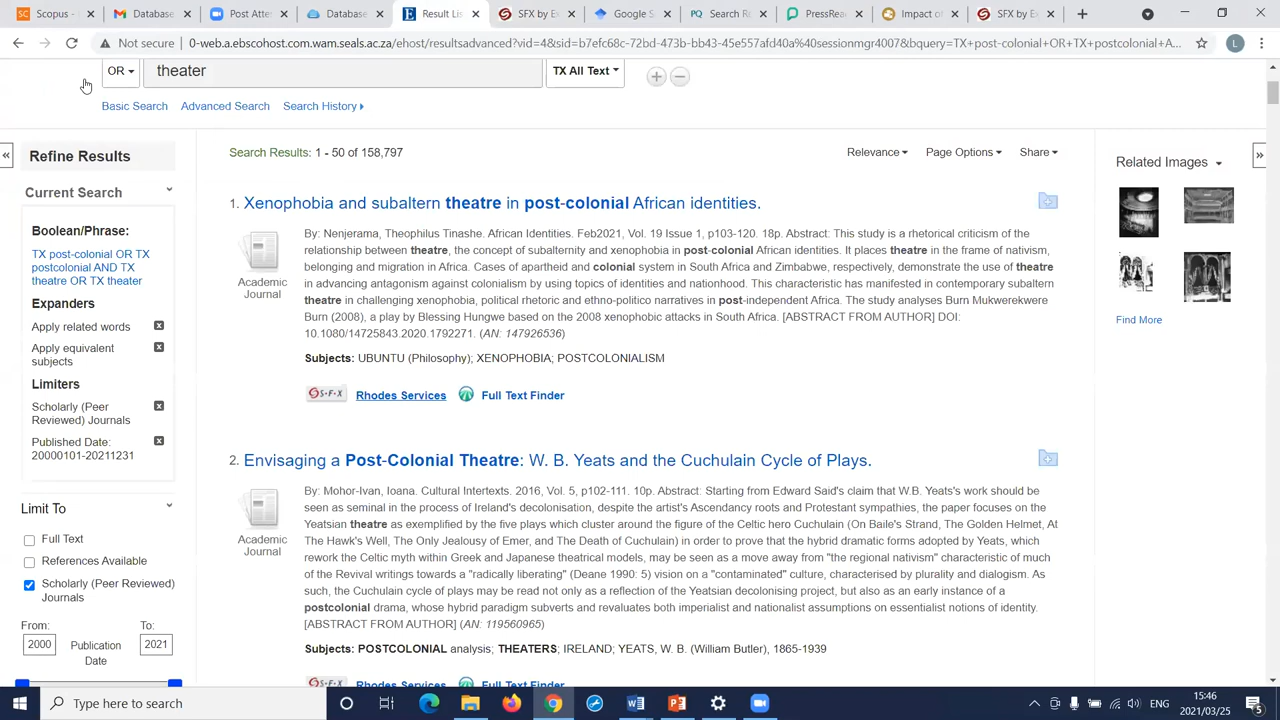 Scopus -
Database
Post Attes
Database
Result Lis
SFX by Ex
Google S
Search Re
PressRea
Impact of
SFX by Ex
Not secure
0-web.a.ebscohost.com.wam.seals.ac.za/ehost/resultsadvanced?vid=4&sid=b7efc68c-72bd-473b-bb43-45e557afd40a%40sessionmgr4007&bquery=TX+post-colonial+OR+TX+postcolonial+A...
L
OR
theater
TX All Text
Basic Search
Advanced Search
Search History
Refine Results
Current Search
Boolean/Phrase:
TX post-colonial OR TX
postcolonial AND TX
theatre OR TX theater
Expanders
Apply related words
Apply equivalent
subjects
Limiters
Scholarly (Peer
Reviewed) Journals
Published Date:
20000101-20211231
Limit To
Full Text
References Available
Scholarly (Peer Reviewed)
Journals
From:
To:
2000
Publication
Date
2021
Search Results: 1 - 50 of 158,797
Relevance
Page Options
Share
1. Xenophobia and subaltern theatre in post-colonial African identities.
Academic
Journal
By: Nenjerama, Theophilus Tinashe. African Identities. Feb2021, Vol. 19 Issue 1, p103-120. 18p. Abstract: This study is a rhetorical criticism of the
relationship between theatre, the concept of subalternity and xenophobia in post-colonial African identities. It places theatre in the frame of nativism,
belonging and migration in Africa. Cases of apartheid and colonial system in South Africa and Zimbabwe, respectively, demonstrate the use of theatre
in advancing antagonism against colonialism by using topics of identities and nationhood. This characteristic has manifested in contemporary subaltern
theatre in challenging xenophobia, political rhetoric and ethno-politico narratives in post-independent Africa. The study analyses Burn Mukwerekwere
Burn (2008), a play by Blessing Hungwe based on the 2008 xenophobic attacks in South Africa. [ABSTRACT FROM AUTHOR] DOI:
10.1080/14725843.2020.1792271. (AN: 147926536)
Subjects: UBUNTU (Philosophy); XENOPHOBIA; POSTCOLONIALISM
S·F·X
Rhodes Services
Full Text Finder
2. Envisaging a Post-Colonial Theatre: W. B. Yeats and the Cuchulain Cycle of Plays.
Academic
Journal
By: Mohor-Ivan, Ioana. Cultural Intertexts. 2016, Vol. 5, p102-111. 10p. Abstract: Starting from Edward Said's claim that W.B. Yeats's work should be
seen as seminal in the process of Ireland's decolonisation, despite the artist's Ascendancy roots and Protestant sympathies, the paper focuses on the
Yeatsian theatre as exemplified by the five plays which cluster around the figure of the Celtic hero Cuchulain (On Baile's Strand, The Golden Helmet, At
The Hawk's Well, The Only Jealousy of Emer, and The Death of Cuchulain) in order to prove that the hybrid dramatic forms adopted by Yeats, which
rework the Celtic myth within Greek and Japanese theatrical models, may be seen as a move away from "the regional nativism" characteristic of much
of the Revival writings towards a "radically liberating" (Deane 1990: 5) vision on a "contaminated" culture, characterised by plurality and dialogism. As
such, the Cuchulain cycle of plays may be read not only as a reflection of the Yeatsian decolonising project, but also as an early instance of a
postcolonial drama, whose hybrid paradigm subverts and revaluates both imperialist and nationalist assumptions on essentialist notions of identity.
[ABSTRACT FROM AUTHOR] (AN: 119560965)
Subjects: POSTCOLONIAL analysis; THEATERS; IRELAND; YEATS, W. B. (William Butler), 1865-1939
S·F·X
Rhodes Services
Full Text Finder
Related Images
Find More
Type here to search
ENG
15:46
2021/03/25
5